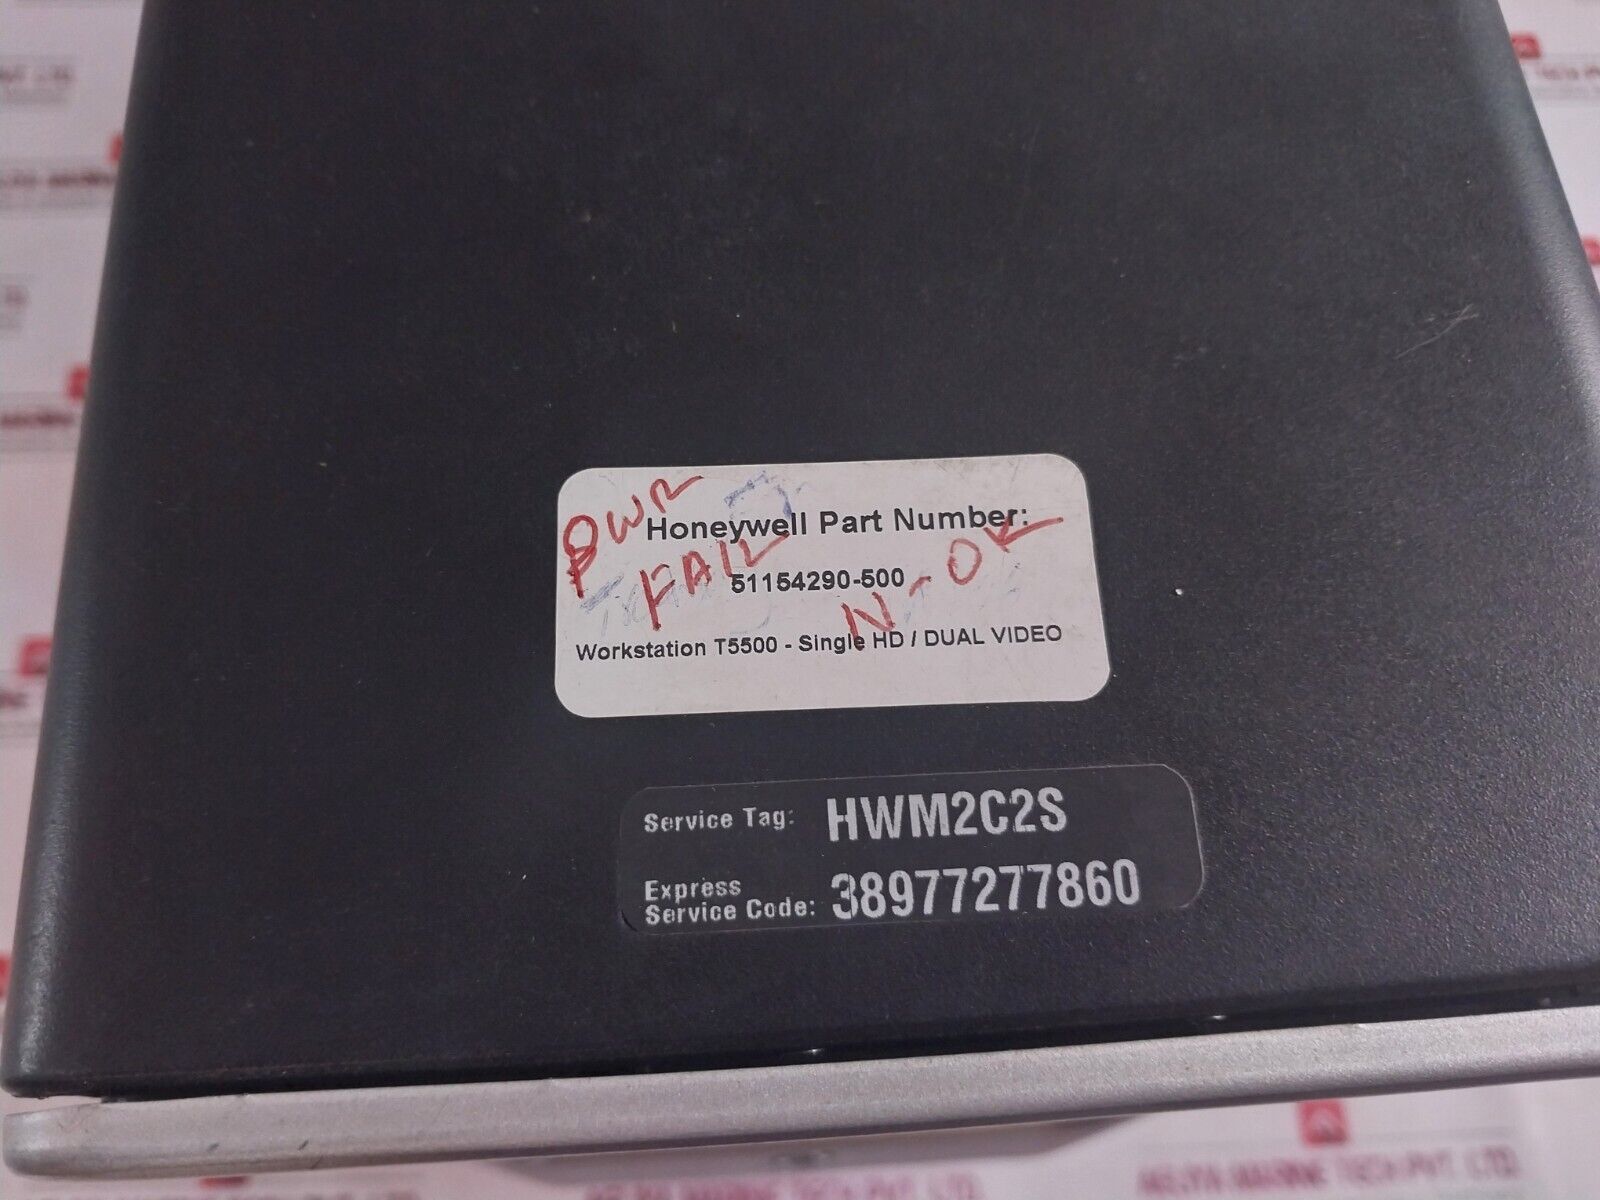 PWR
FAIL
N-OK
Honeywell Part Number:
51154290-500
Workstation T5500 - Single HD / DUAL VIDEO
Service Tag: HWM2C2S
Express
Service Code: 38977277860